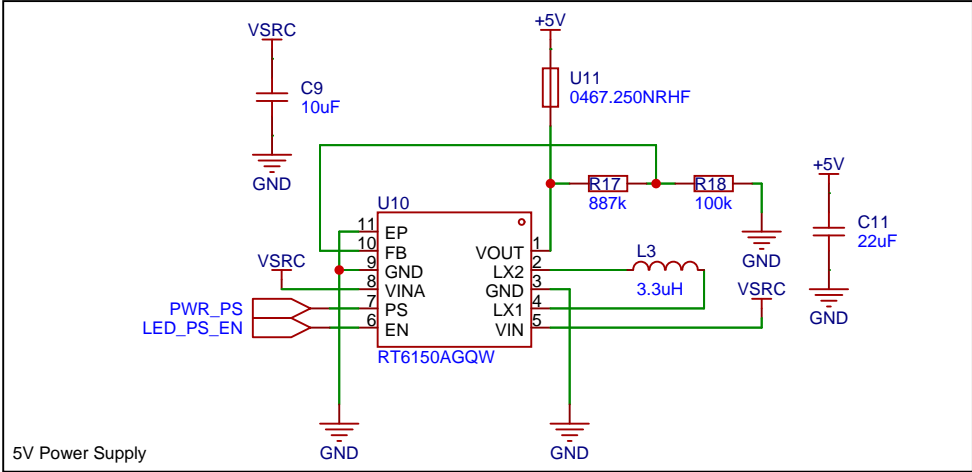 VSRC
C9
10uF
GND
+5V
U11
0467.250NRHF
R17
887k
R18
100k
GND
+5V
C11
22uF
GND
U10
11 EP
10 FB
9 GND
8 VINA
7 PS
6 EN
VOUT 1
LX2 2
GND 3
LX1 4
VIN 5
RT6150AGQW
VSRC
PWR_PS
LED_PS_EN
L3
3.3uH
VSRC
GND
GND
5V Power Supply